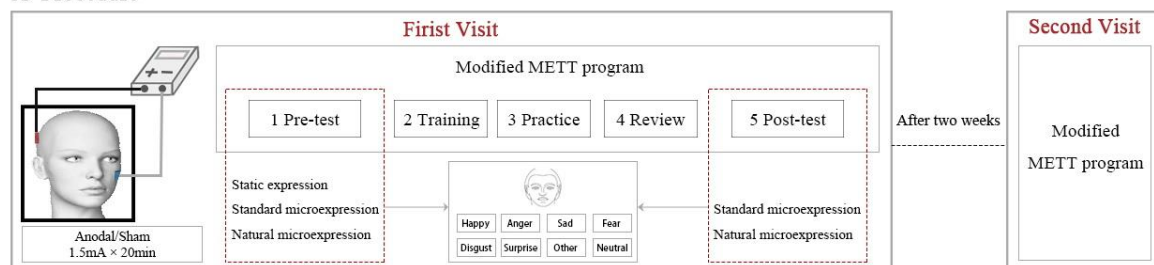 Firist Visit
Second Visit
Modified METT program
1 Pre-test
2 Training
3 Practice
4 Review
5 Post-test
After two weeks
Modified
METT program
Static expression
Standard microexpression
Natural microexpression
Happy
Anger
Sad
Fear
Disgust
Surprise
Other
Neutral
Standard microexpression
Natural microexpression
Anodal/Sham
1.5mA × 20min